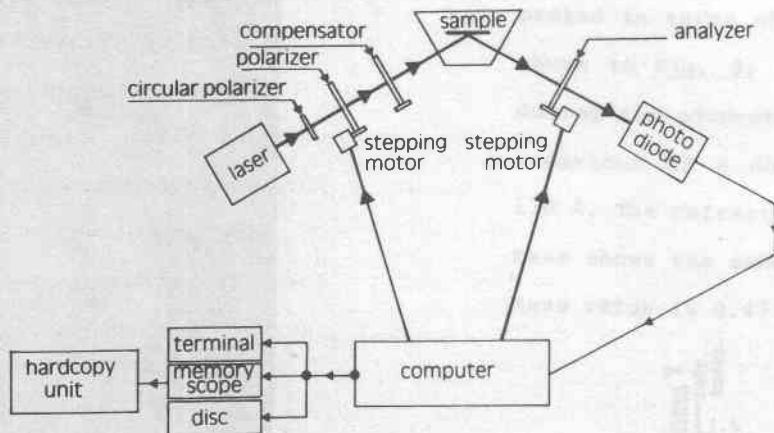 sample
compensator
polarizer
circular polarizer
analyzer
laser
stepping
motor
stepping
motor
photo
diode
terminal
memory
scope
disc
hardcopy
unit
computer